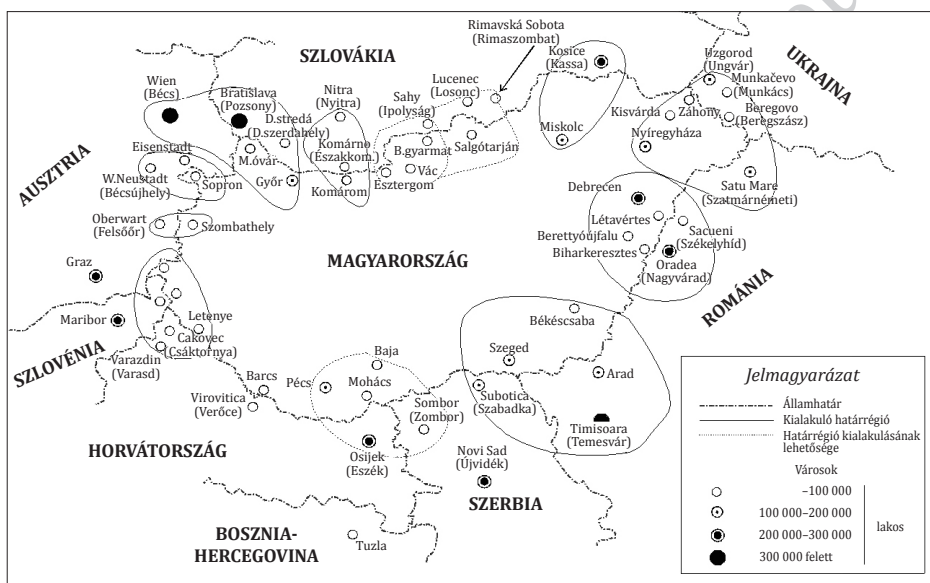 Rimavská Sobota
(Rimaszombat)
SZLOVÁKIA
Kosice
(Kassa)
UKRAJNA
Uzgorod
(Ungvár)
Wien
(Bécs)
Bratislava
(Pozsony)
Nitra
(Nyitra)
Lucenec
(Losonc)
Munkačevo
(Munkács)
Sahy
(Ipolyság)
D.stredá
(D.szerdahely)
Kisvárda
Záhony
Beregovo
(Beregszász)
B.gyarmat
Salgótarján
Miskolc
Nyíregyháza
AUSZTRIA
Eisenstadt
M.óvár
Komárno
(Északkom.)
Vác
W.Neustadt
(Bécsújhely)
Sopron
Győr
Komárom
Esztergom
Satu Mare
(Szatmárnémeti)
Debrecen
Oberwart
(Felsőőr)
Szombathely
Létavértes
Sacueni
(Székelyhíd)
Berettyóújfalu
Biharkeresztes
Oradea
(Nagyvárad)
Graz
MAGYARORSZÁG
ROMÁNIA
Maribor
Letenye
Békéscsaba
Cakovec
(Csáktornya)
SZLOVÉNIA
Varazdin
(Varasd)
Baja
Szeged
Arad
Barcs
Pécs
Mohács
Virovitica
(Verőce)
Sombor
(Zombor)
Subotica
(Szabadka)
Timisoara
(Temesvár)
HORVÁTORSZÁG
Osijek
(Eszék)
Novi Sad
(Újvidék)
SZERBIA
BOSZNIA-
HERCEGOVINA
Tuzla
Jelmagyarázat
Államhatár
Kialakuló határrégió
Határrégió kialakulásának
lehetősége
Városok
–100 000
100 000–200 000
200 000–300 000
300 000 felett
lakos